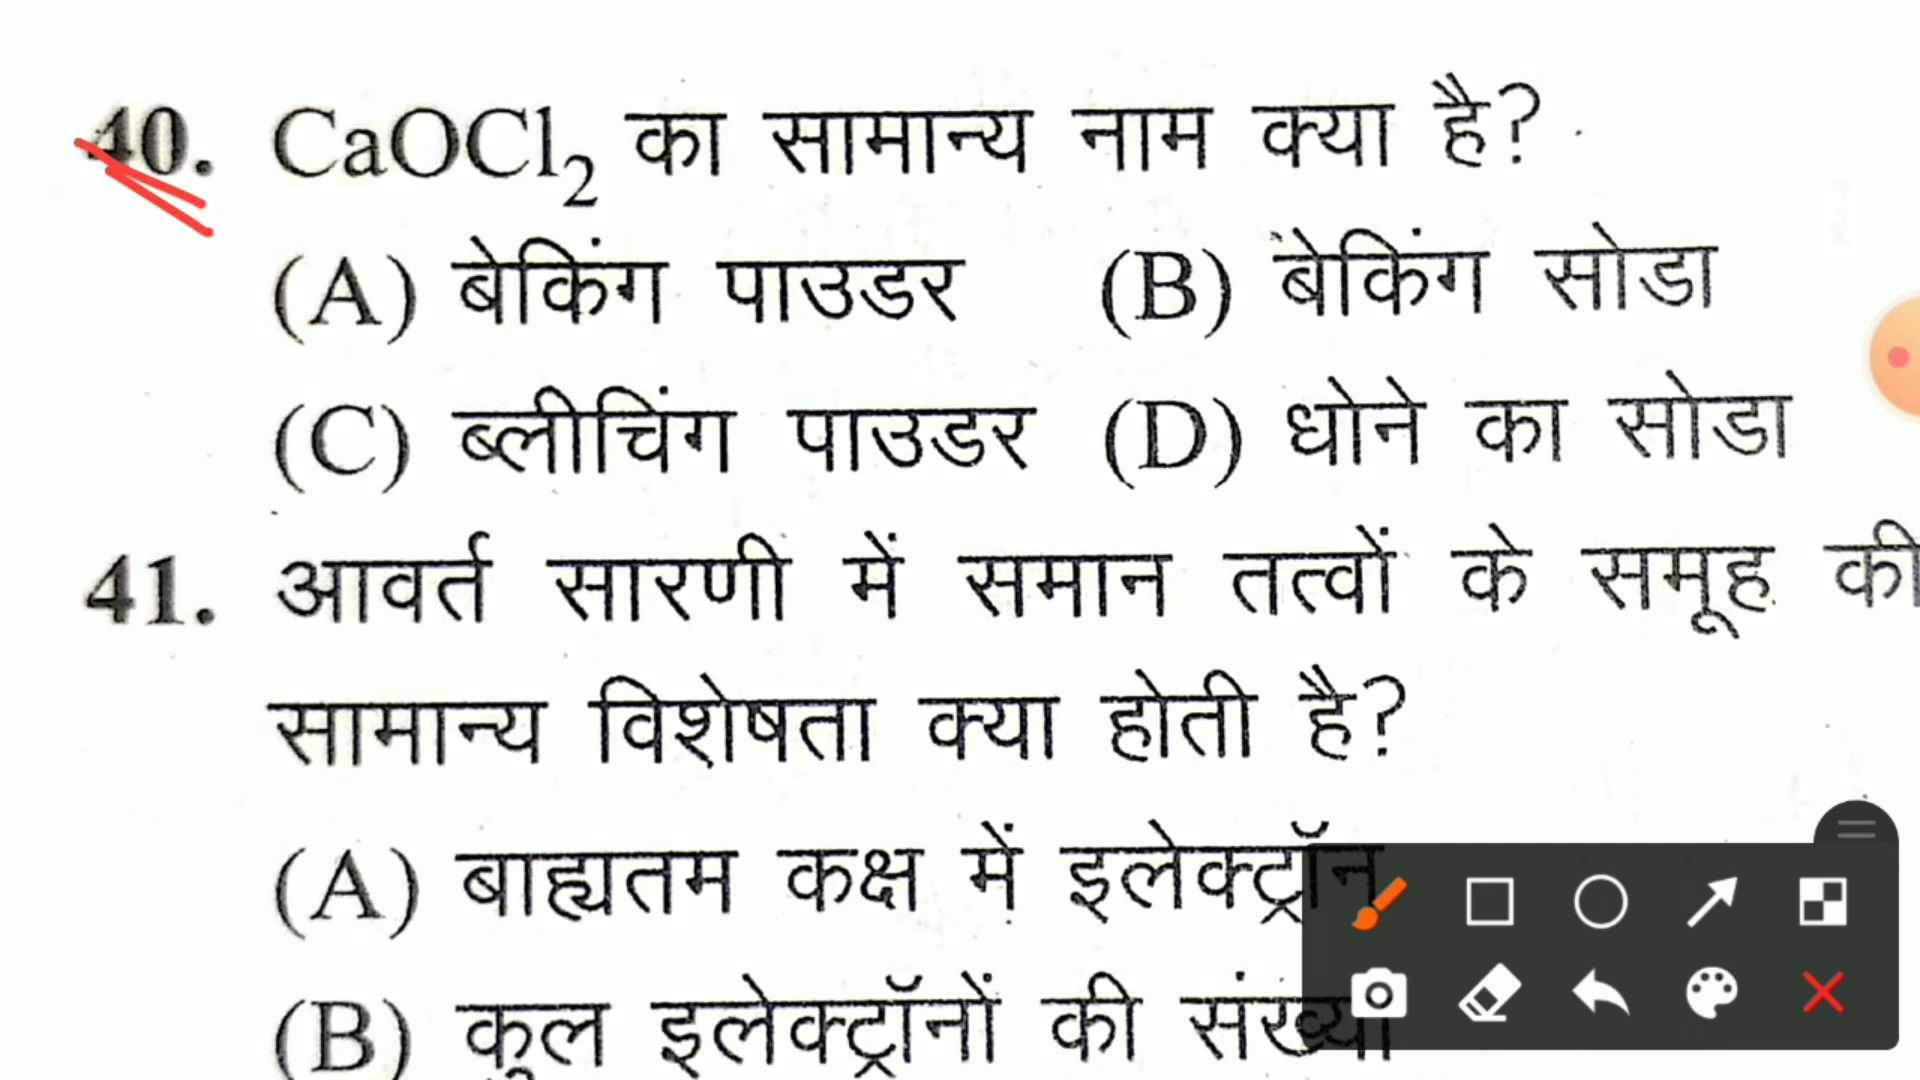 40. CaOCl₂ का सामान्य नाम क्या है?
(A) बेकिंग पाउडर (B) बेकिंग सोडा
(C) ब्लीचिंग पाउडर (D) धोने का सोडा
41. आवर्त सारणी में समान तत्वों के समूह की
सामान्य विशेषता क्या होती है?
(A) बाह्यतम कक्ष में इलेक्ट्रॉन
(B) कुल इलेक्ट्रॉनों की संख्या